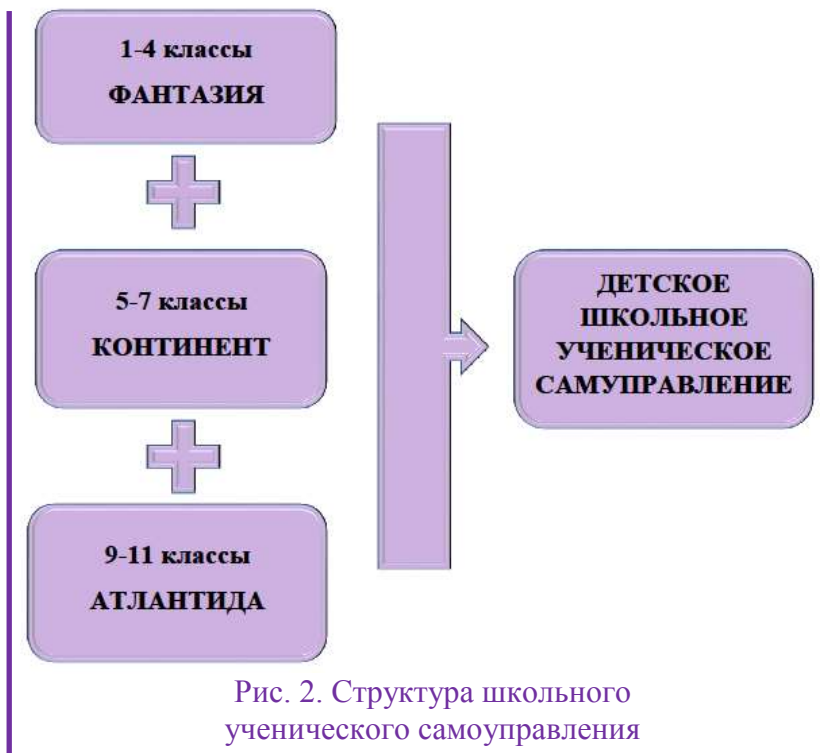 1-4 классы
ФАНТАЗИЯ
5-7 классы
КОНТИНЕНТ
9-11 классы
АТЛАНТИДА
ДЕТСКОЕ
ШКОЛЬНОЕ
УЧЕНИЧЕСКОЕ
САМУПРАВЛЕНИЕ
Рис. 2. Структура школьного
ученического самоуправления